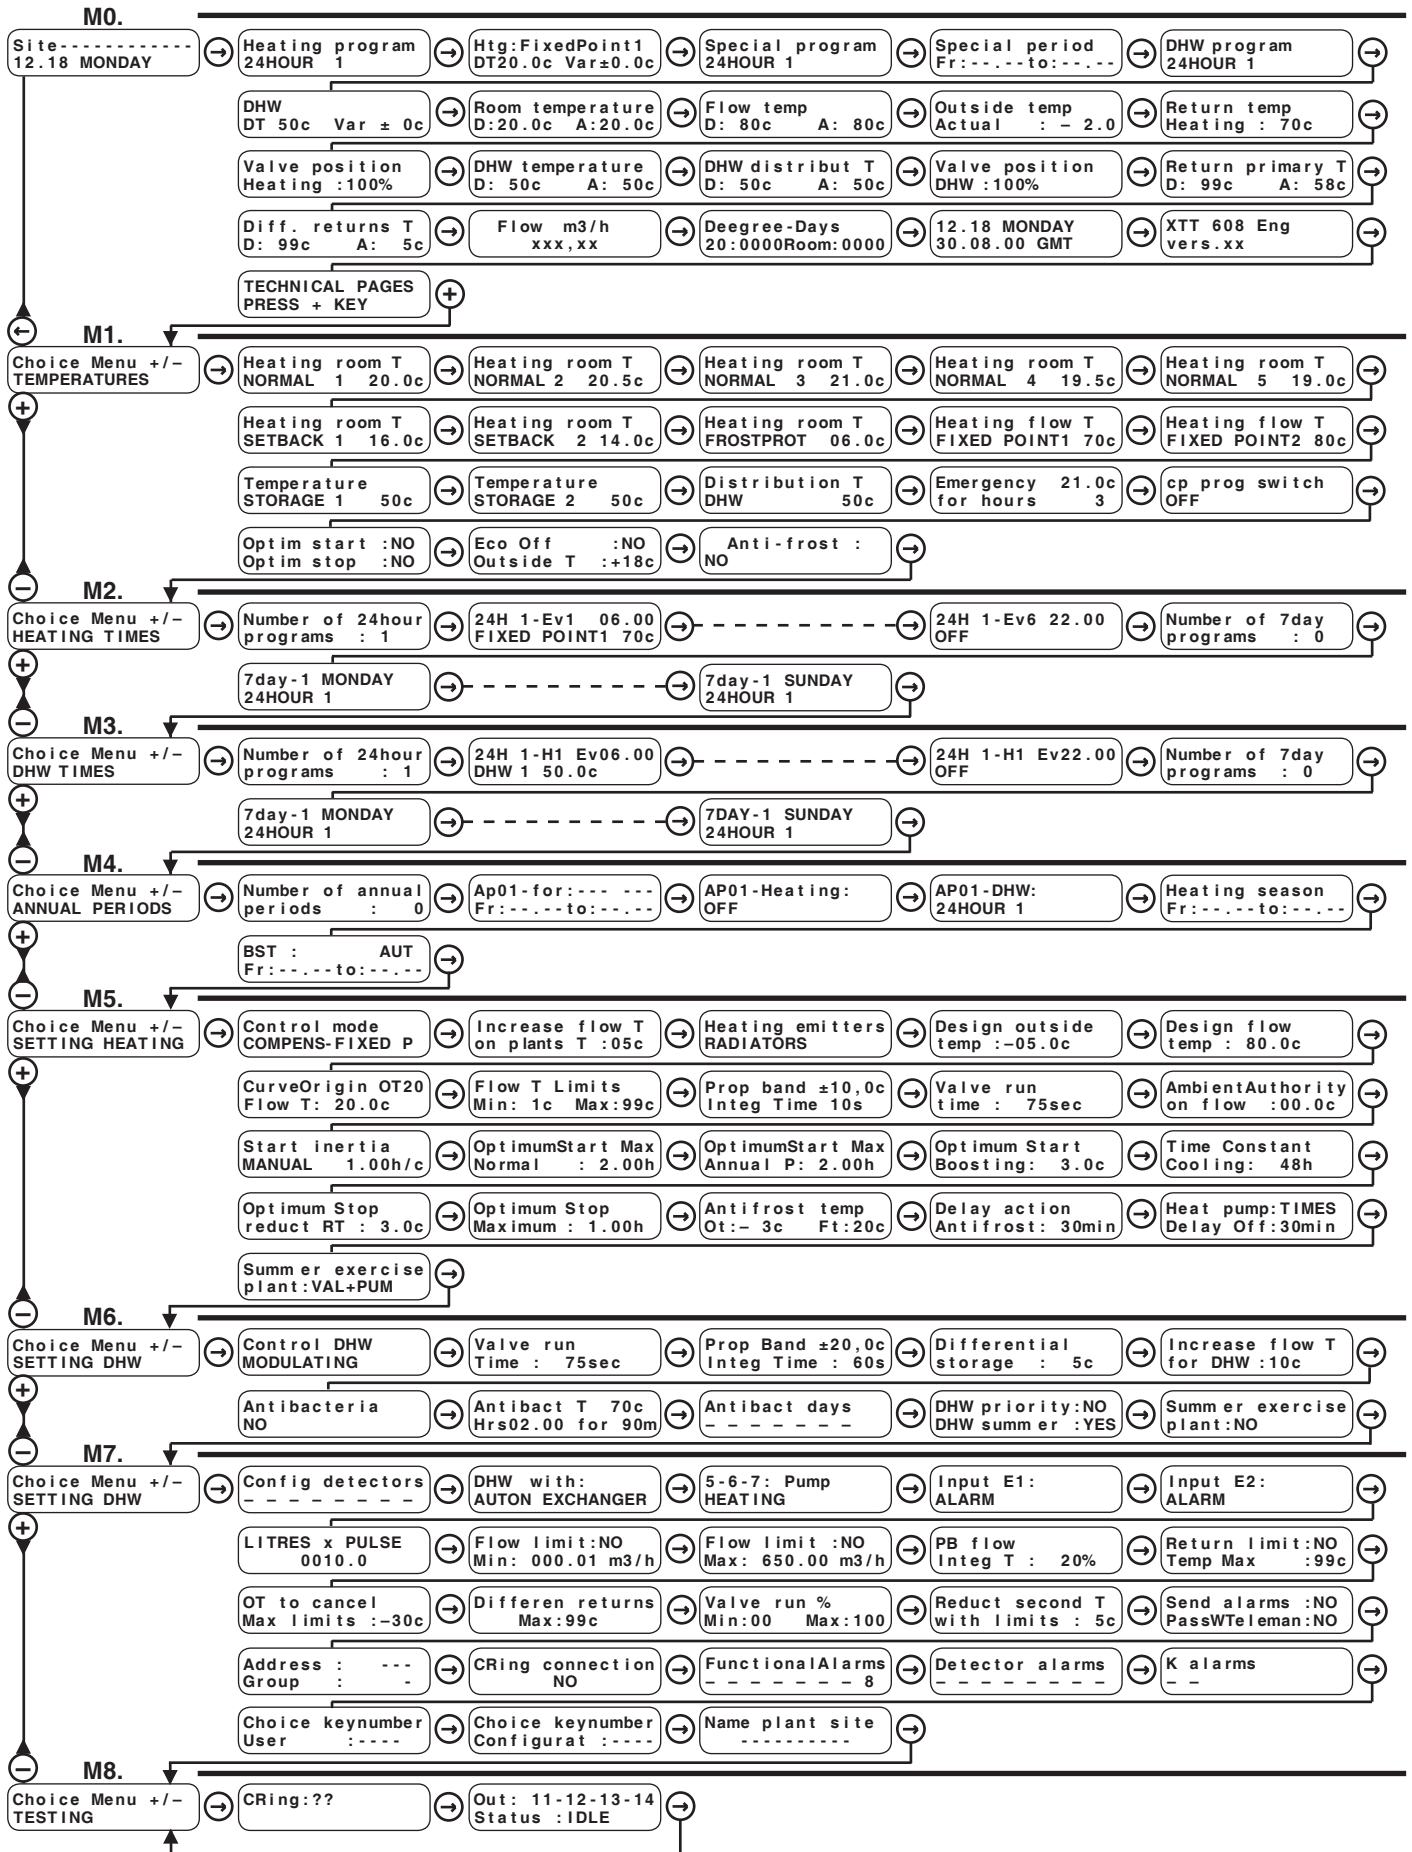 M0.
Site------------
12.18 MONDAY
Heating program
24HOUR 1
Htg:FixedPoint1
DT20.0c Var±0.0c
Special program
24HOUR 1
Special period
Fr:--.--to:--.--
DHW program
24HOUR 1
DHW
DT 50c Var ± 0c
Room temperature
D:20.0c A:20.0c
Flow temp
D: 80c A: 80c
Outside temp
Actual : – 2.0
Return temp
Heating : 70c
Valve position
Heating :100%
DHW temperature
D: 50c A: 50c
DHW distribut T
D: 50c A: 50c
Valve position
DHW :100%
Return primary T
D: 99c A: 58c
Diff. returns T
D: 99c A: 5c
Flow m3/h
xxx,xx
Deegree-Days
20:0000Room:0000
12.18 MONDAY
30.08.00 GMT
XTT 608 Eng
vers.xx
TECHNICAL PAGES
PRESS + KEY
M1.
Choice Menu +/–
TEMPERATURES
Heating room T
NORMAL 1 20.0c
Heating room T
NORMAL 2 20.5c
Heating room T
NORMAL 3 21.0c
Heating room T
NORMAL 4 19.5c
Heating room T
NORMAL 5 19.0c
Heating room T
SETBACK 1 16.0c
Heating room T
SETBACK 2 14.0c
Heating room T
FROSTPROT 06.0c
Heating flow T
FIXED POINT1 70c
Heating flow T
FIXED POINT2 80c
Temperature
STORAGE 1 50c
Temperature
STORAGE 2 50c
Distribution T
DHW 50c
Emergency 21.0c
for hours 3
cp prog switch
OFF
Optim start :NO
Optim stop :NO
Eco Off :NO
Outside T :+18c
Anti-frost :
NO
M2.
Choice Menu +/–
HEATING TIMES
Number of 24hour
programs : 1
24H 1-Ev1 06.00
FIXED POINT1 70c
24H 1-Ev6 22.00
OFF
Number of 7day
programs : 0
7day-1 MONDAY
24HOUR 1
7day-1 SUNDAY
24HOUR 1
M3.
Choice Menu +/–
DHW TIMES
Number of 24hour
programs : 1
24H 1-H1 Ev06.00
DHW 1 50.0c
24H 1-H1 Ev22.00
OFF
Number of 7day
programs : 0
7day-1 MONDAY
24HOUR 1
7DAY-1 SUNDAY
24HOUR 1
M4.
Choice Menu +/–
ANNUAL PERIODS
Number of annual
periods : 0
Ap01-for:--- ---
Fr:--.--to:--.--
AP01-Heating:
OFF
AP01-DHW:
24HOUR 1
Heating season
Fr:--.--to:--.--
BST : AUT
Fr:--.--to:--.--
M5.
Choice Menu +/–
SETTING HEATING
Control mode
COMPENS-FIXED P
Increase flow T
on plants T :05c
Heating emitters
RADIATORS
Design outside
temp :–05.0c
Design flow
temp : 80.0c
CurveOrigin OT20
Flow T: 20.0c
Flow T Limits
Min: 1c Max:99c
Prop band ±10,0c
Integ Time 10s
Valve run
time : 75sec
AmbientAuthority
on flow :00.0c
Start inertia
MANUAL 1.00h/c
OptimumStart Max
Normal : 2.00h
OptimumStart Max
Annual P: 2.00h
Optimum Start
Boosting: 3.0c
Time Constant
Cooling: 48h
Optimum Stop
reduct RT : 3.0c
Optimum Stop
Maximum : 1.00h
Antifrost temp
Ot:– 3c Ft:20c
Delay action
Antifrost: 30min
Heat pump:TIMES
Delay Off:30min
Summer exercise
plant:VAL+PUM
M6.
Choice Menu +/–
SETTING DHW
Control DHW
MODULATING
Valve run
Time : 75sec
Prop Band ±20,0c
Integ Time : 60s
Differential
storage : 5c
Increase flow T
for DHW :10c
Antibacteria
NO
Antibact T 70c
Hrs02.00 for 90m
Antibact days
– – – – – – –
DHW priority:NO
DHW summer :YES
Summer exercise
plant:NO
M7.
Choice Menu +/–
SETTING DHW
Config detectors
– – – – – – – –
DHW with:
AUTON EXCHANGER
5-6-7: Pump
HEATING
Input E1:
ALARM
Input E2:
ALARM
LITRES x PULSE
0010.0
Flow limit:NO
Min: 000.01 m3/h
Flow limit :NO
Max: 650.00 m3/h
PB flow
Integ T : 20%
Return limit:NO
Temp Max :99c
OT to cancel
Max limits :–30c
Differen returns
Max:99c
Valve run %
Min:00 Max:100
Reduct second T
with limits : 5c
Send alarms :NO
PassWTeleman:NO
Address : ---
Group : -
CRing connection
NO
FunctionalAlarms
– – – – – – – 8
Detector alarms
– – – – – – – –
K alarms
– –
Choice keynumber
User :----
Choice keynumber
Configurat :----
Name plant site
----------
M8.
Choice Menu +/–
TESTING
CRing:??
Out: 11-12-13-14
Status :IDLE